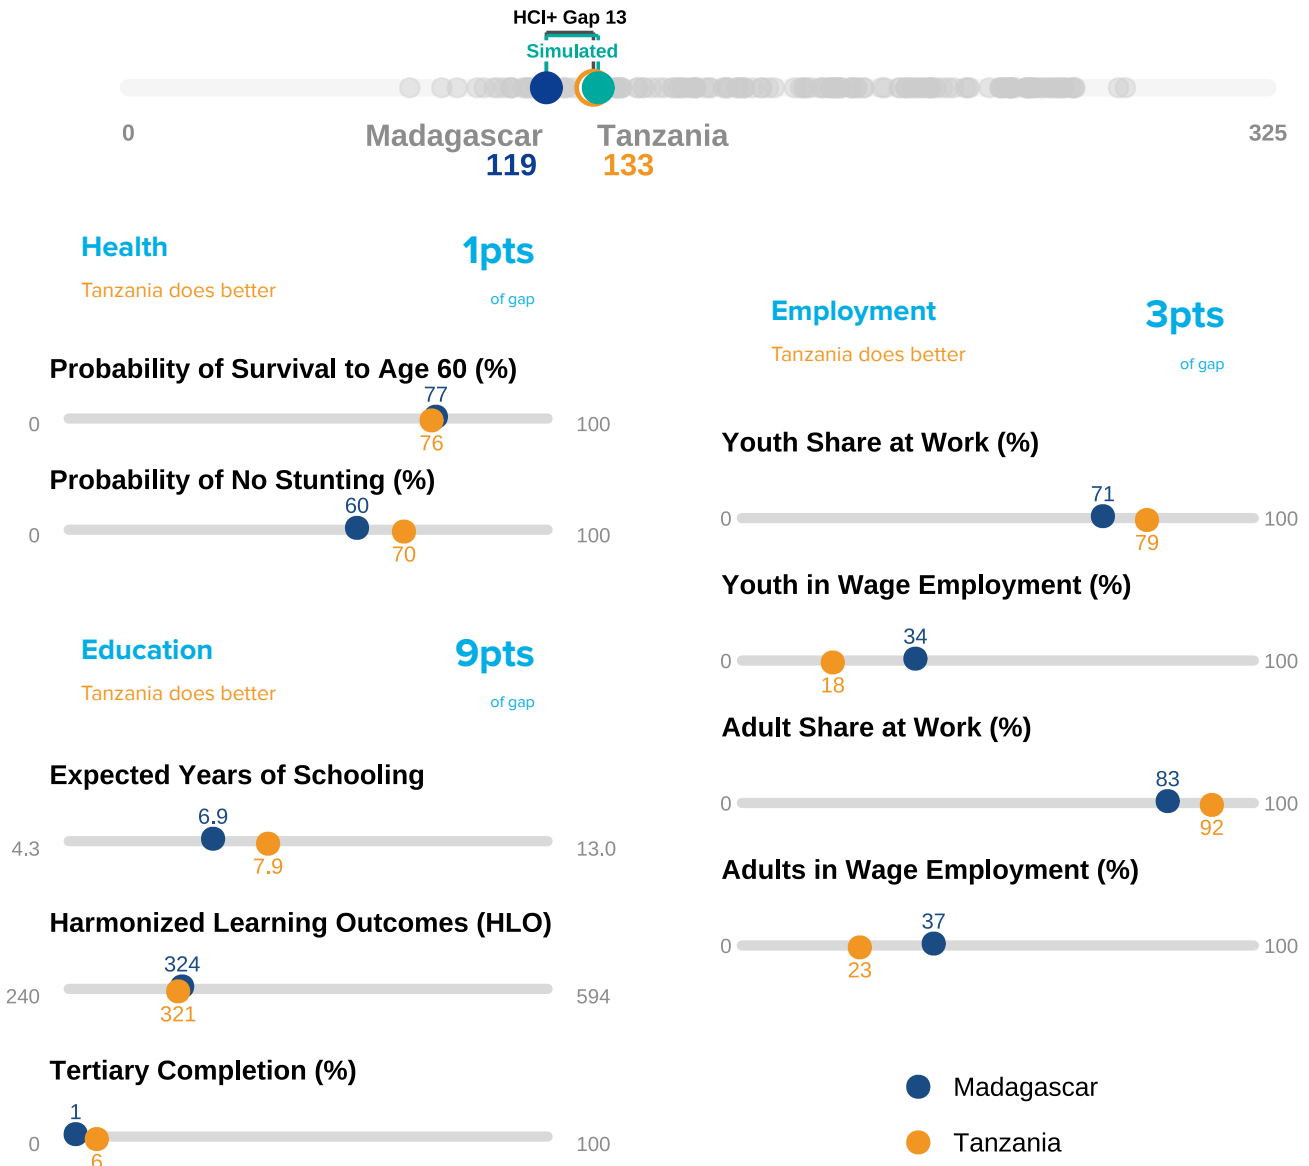 HCI+ Gap 13
Simulated
0
325
Madagascar
119
Tanzania
133
Health
1pts
Tanzania does better
of gap
Probability of Survival to Age 60 (%)
77
0
100
76
Probability of No Stunting (%)
60
0
100
70
Education
9pts
Tanzania does better
of gap
Expected Years of Schooling
6.9
4.3
13.0
7.9
Harmonized Learning Outcomes (HLO)
324
240
594
321
Tertiary Completion (%)
1
0
100
6
Employment
3pts
Tanzania does better
of gap
Youth Share at Work (%)
71
0
100
79
Youth in Wage Employment (%)
34
0
100
18
Adult Share at Work (%)
83
0
100
92
Adults in Wage Employment (%)
37
0
100
23
Madagascar
Tanzania